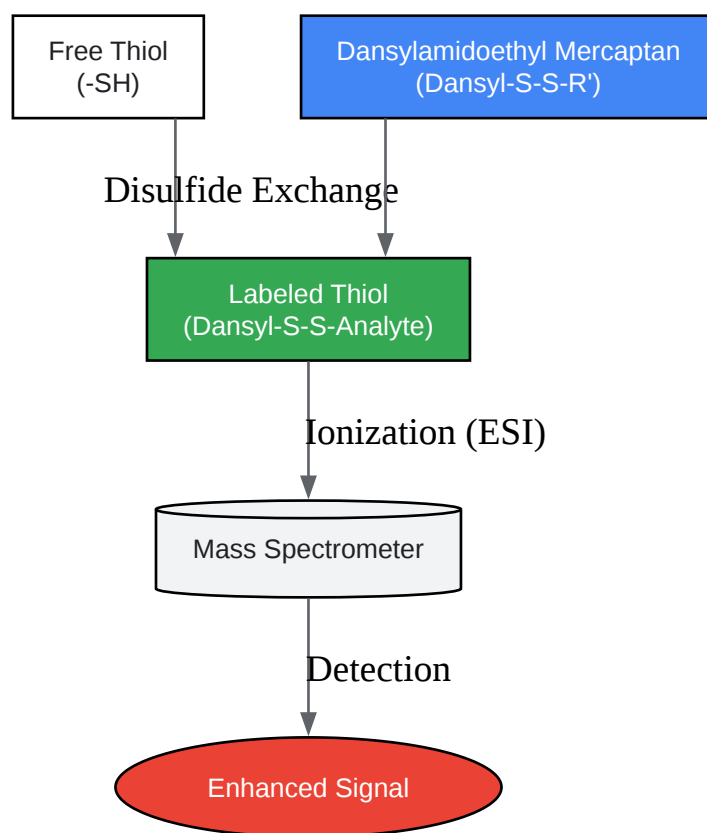 Free Thiol
(-SH)
Dansylamidoethyl Mercaptan
(Dansyl-S-S-R')
Disulfide Exchange
Labeled Thiol
(Dansyl-S-S-Analyte)
Ionization (ESI)
Mass Spectrometer
Detection
Enhanced Signal